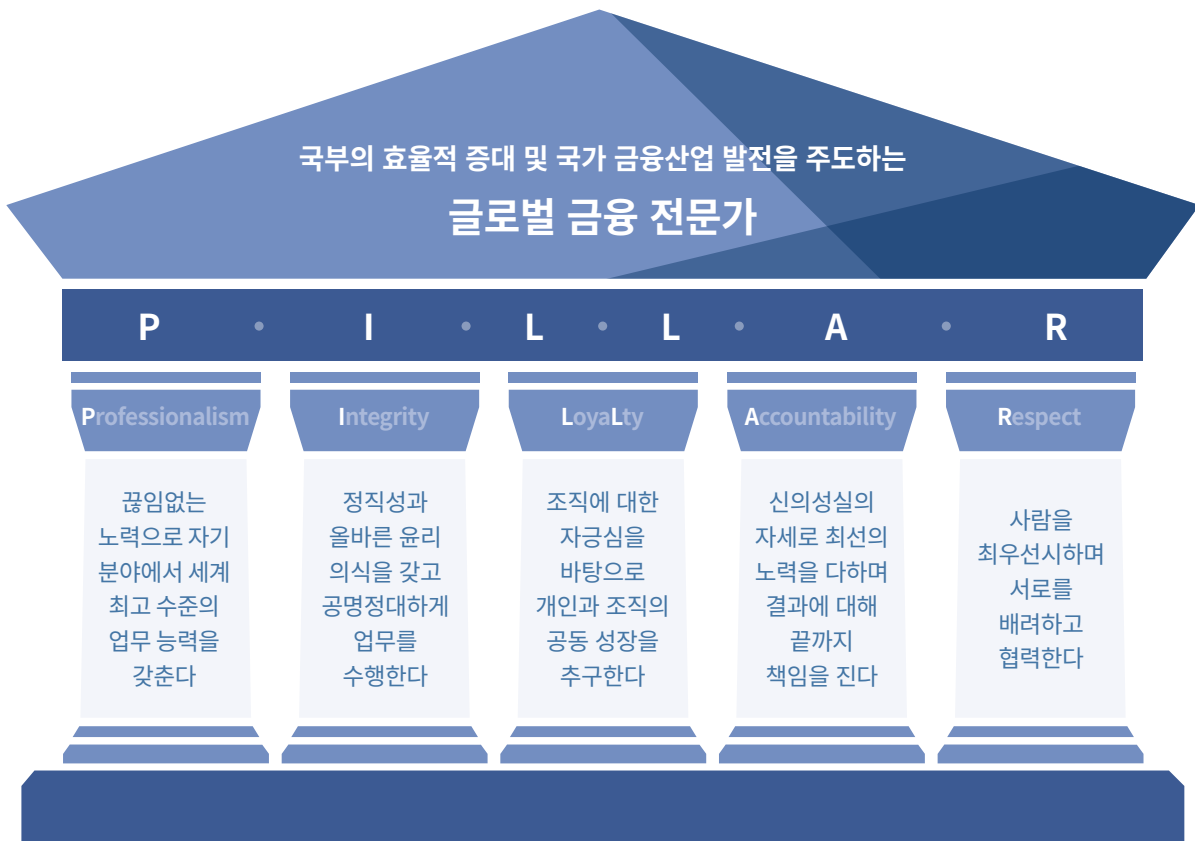 국부의 효율적 증대 및 국가 금융산업 발전을 주도하는
글로벌 금융 전문가
P · I · L · L · A · R
Professionalism
끊임없는
노력으로 자기
분야에서 세계
최고 수준의
업무 능력을
갖춘다
Integrity
정직성과
올바른 윤리
의식을 갖고
공명정대하게
업무를
수행한다
LoyaLty
조직에 대한
자긍심을
바탕으로
개인과 조직의
공동 성장을
추구한다
Accountability
신의성실의
자세로 최선의
노력을 다하며
결과에 대해
끝까지
책임을 진다
Respect
사람을
최우선시하며
서로를
배려하고
협력한다